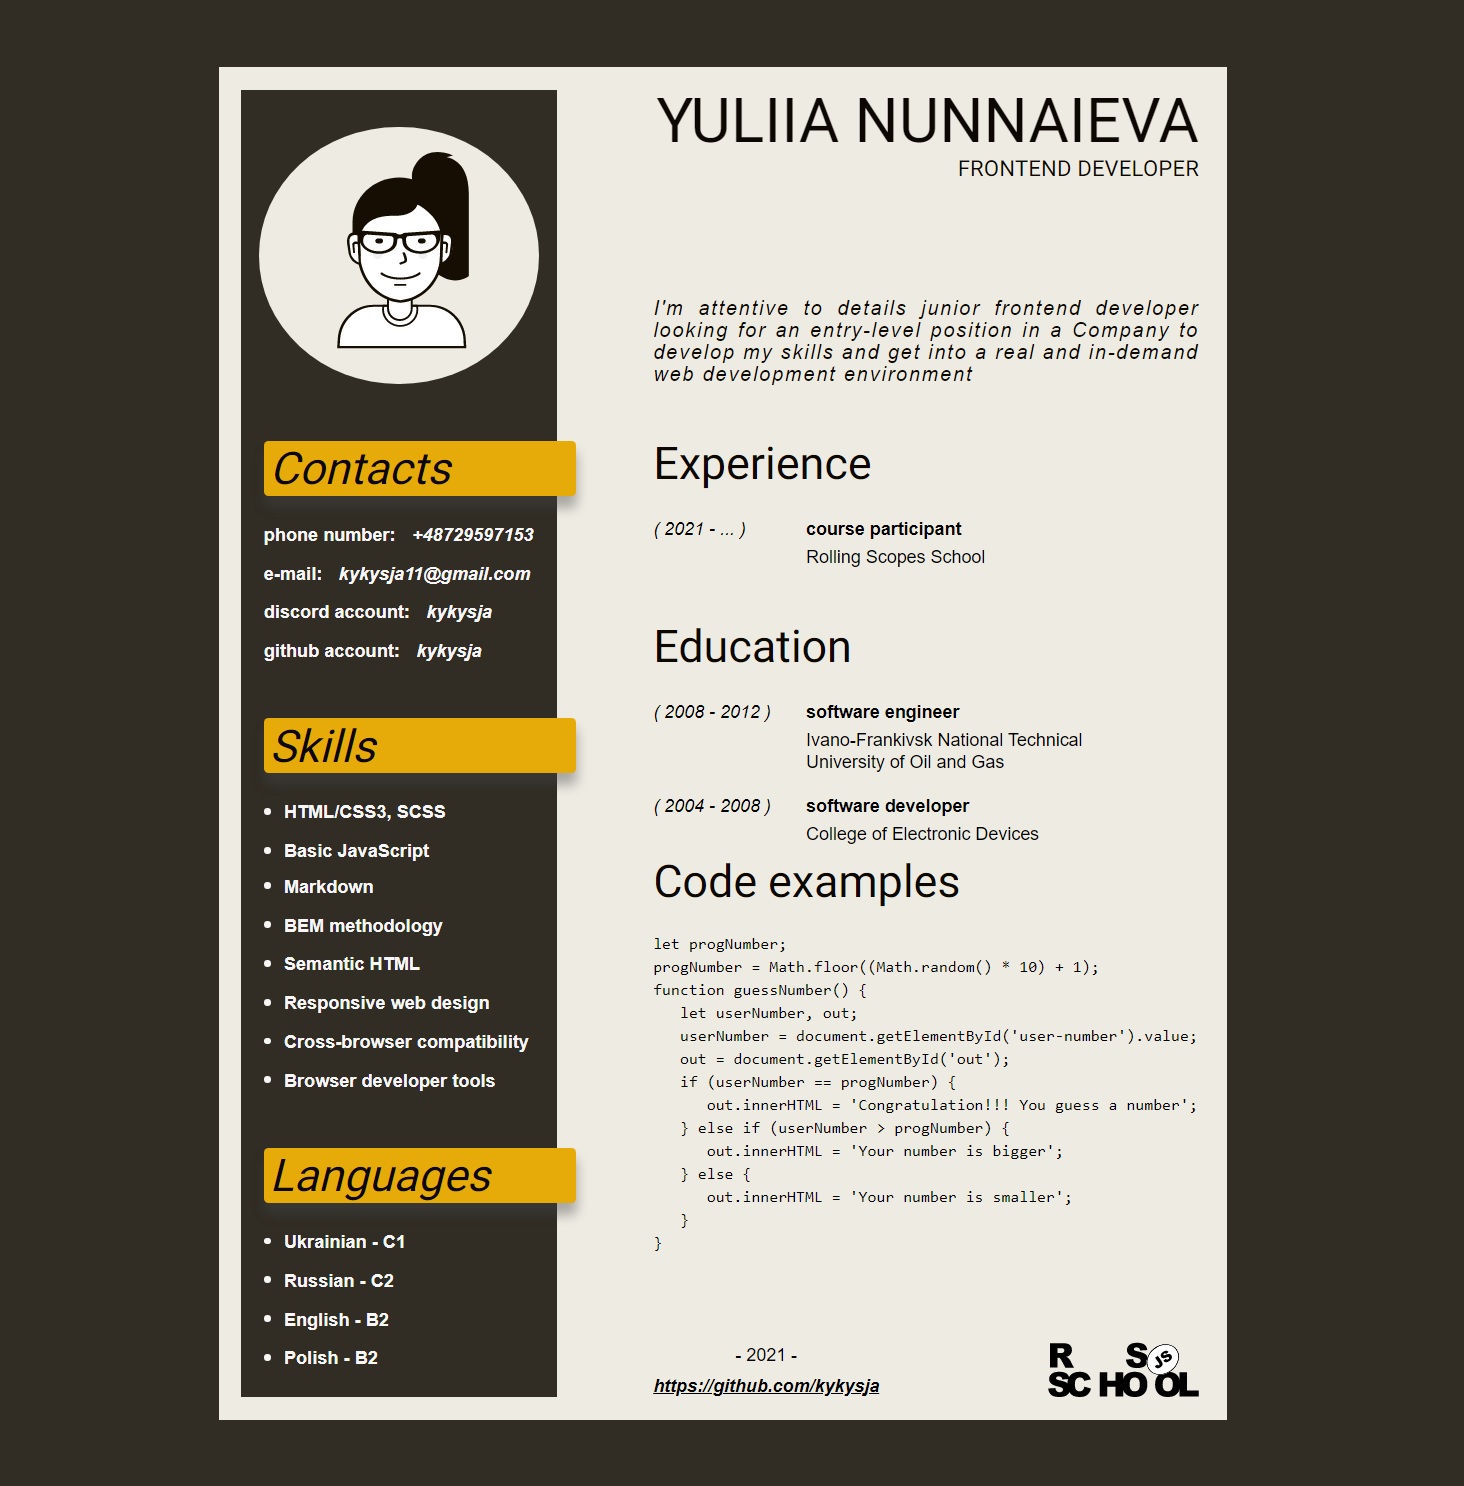 YULIIA NUNNAIEVA
FRONTEND DEVELOPER
I'm attentive to details junior frontend developer
looking for an entry-level position in a Company to
develop my skills and get into a real and in-demand
web development environment
Contacts
phone number: +48729597153
e-mail: kykysja11@gmail.com
discord account: kykysja
github account: kykysja
Skills
• HTML/CSS3, SCSS
• Basic JavaScript
• Markdown
• BEM methodology
• Semantic HTML
• Responsive web design
• Cross-browser compatibility
• Browser developer tools
Languages
• Ukrainian - C1
• Russian - C2
• English - B2
• Polish - B2
Experience
( 2021 - ... ) course participant
Rolling Scopes School
Education
( 2008 - 2012 ) software engineer
Ivano-Frankivsk National Technical
University of Oil and Gas
( 2004 - 2008 ) software developer
College of Electronic Devices
Code examples
let progNumber;
progNumber = Math.floor((Math.random() * 10) + 1);
function guessNumber() {
   let userNumber, out;
   userNumber = document.getElementById('user-number').value;
   out = document.getElementById('out');
   if (userNumber == progNumber) {
      out.innerHTML = 'Congratulation!!! You guess a number';
   } else if (userNumber > progNumber) {
      out.innerHTML = 'Your number is bigger';
   } else {
      out.innerHTML = 'Your number is smaller';
   }
}
- 2021 -
https://github.com/kykysja
R S JS
SCHOOL